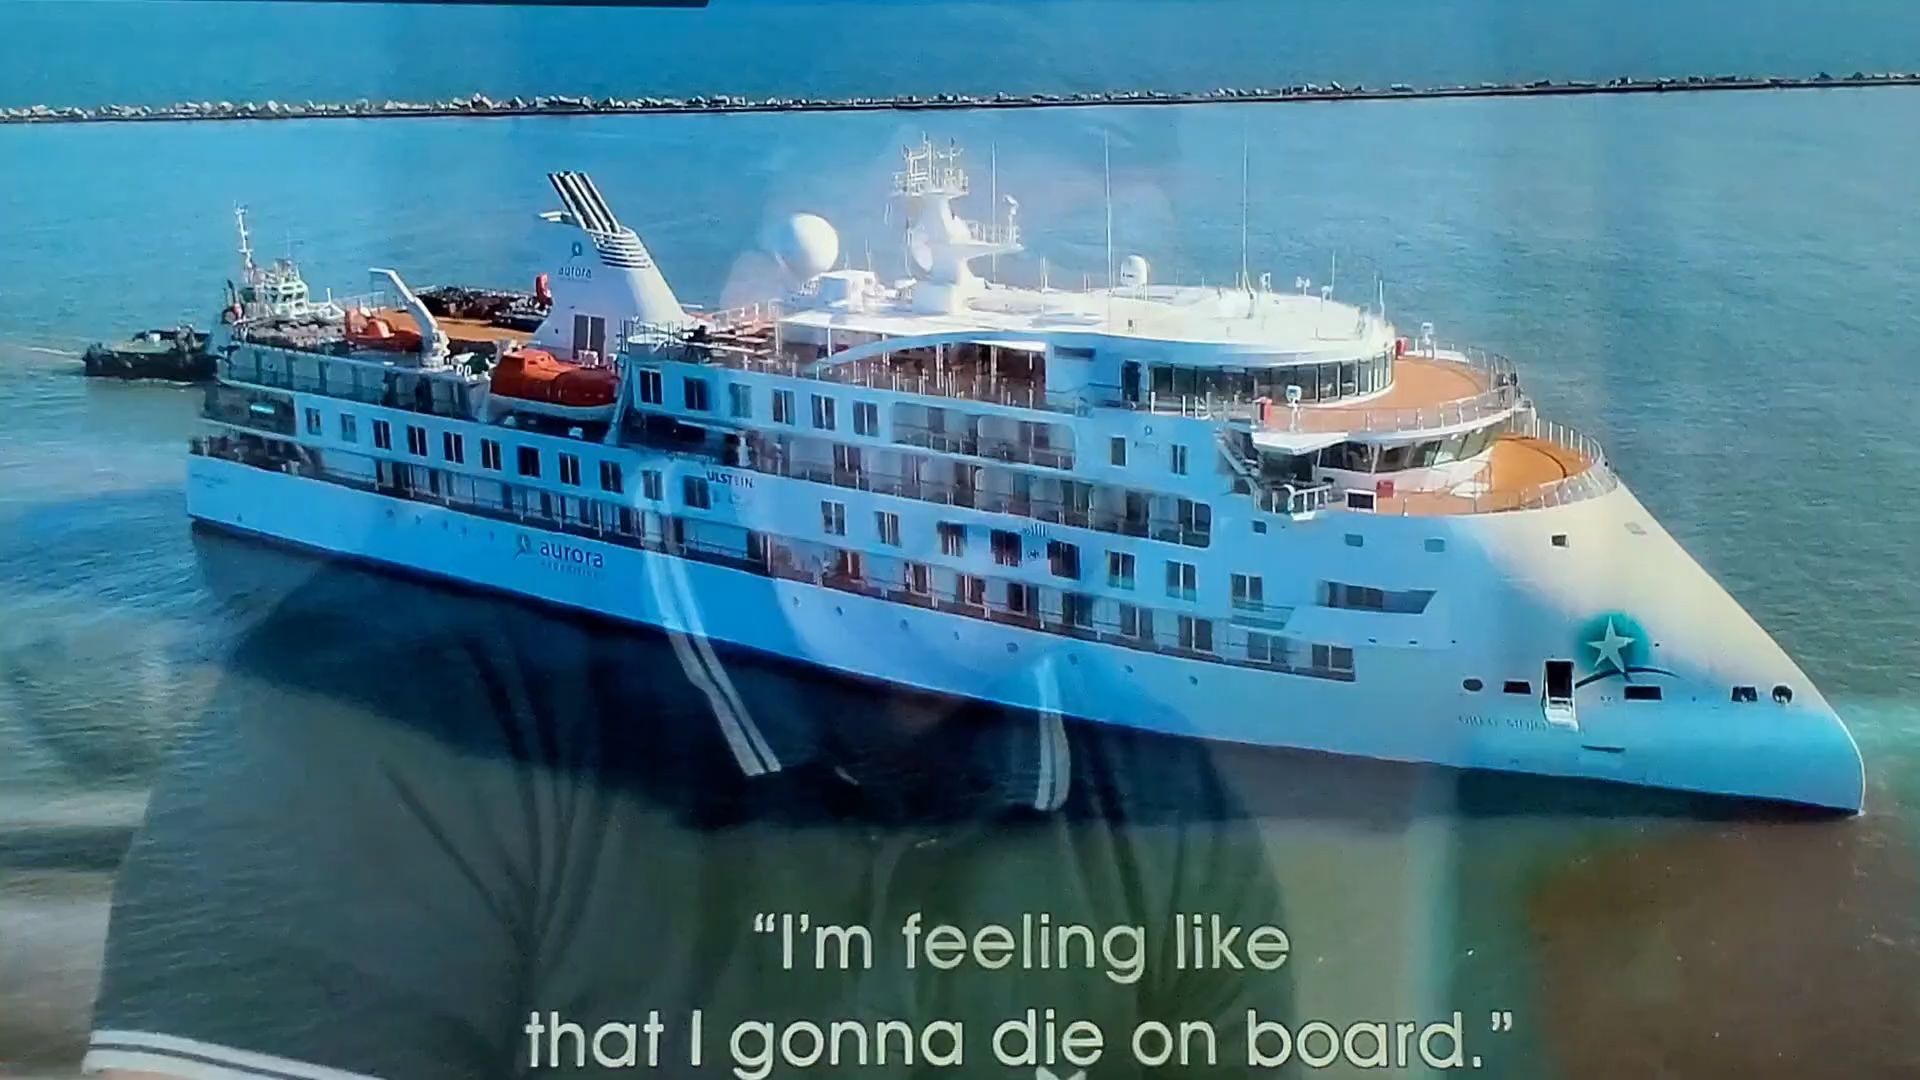 aurora
ULSTEIN
aurora
“I’m feeling like
that I gonna die on board.”